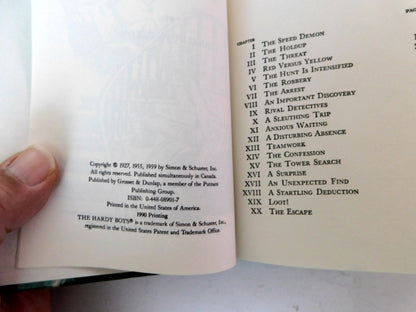 Copyright © 1927, 1955, 1959 by Simon & Schuster, Inc.
All rights reserved. Published simultaneously in Canada.
Published by Grosset & Dunlap, a member of the Putnam
Publishing Group.
ISBN: 0-448-08901-7
Printed in the United States of America.
1990 Printing
THE HARDY BOYS® is a trademark of Simon & Schuster, Inc.,
registered in the United States Patent and Trademark Office.
CHAPTER
I THE SPEED DEMON
II THE HOLDUP
III THE THREAT
IV RED VERSUS YELLOW
V THE HUNT IS INTENSIFIED
VI THE ROBBERY
VII THE ARREST
VIII AN IMPORTANT DISCOVERY
IX RIVAL DETECTIVES
X A SLEUTHING TRIP
XI ANXIOUS WAITING
XII A DISTURBING ABSENCE
XIII TEAMWORK
XIV THE CONFESSION
XV THE TOWER SEARCH
XVI A SURPRISE
XVII AN UNEXPECTED FIND
XVIII A STARTLING DEDUCTION
XIX LOOT!
XX THE ESCAPE